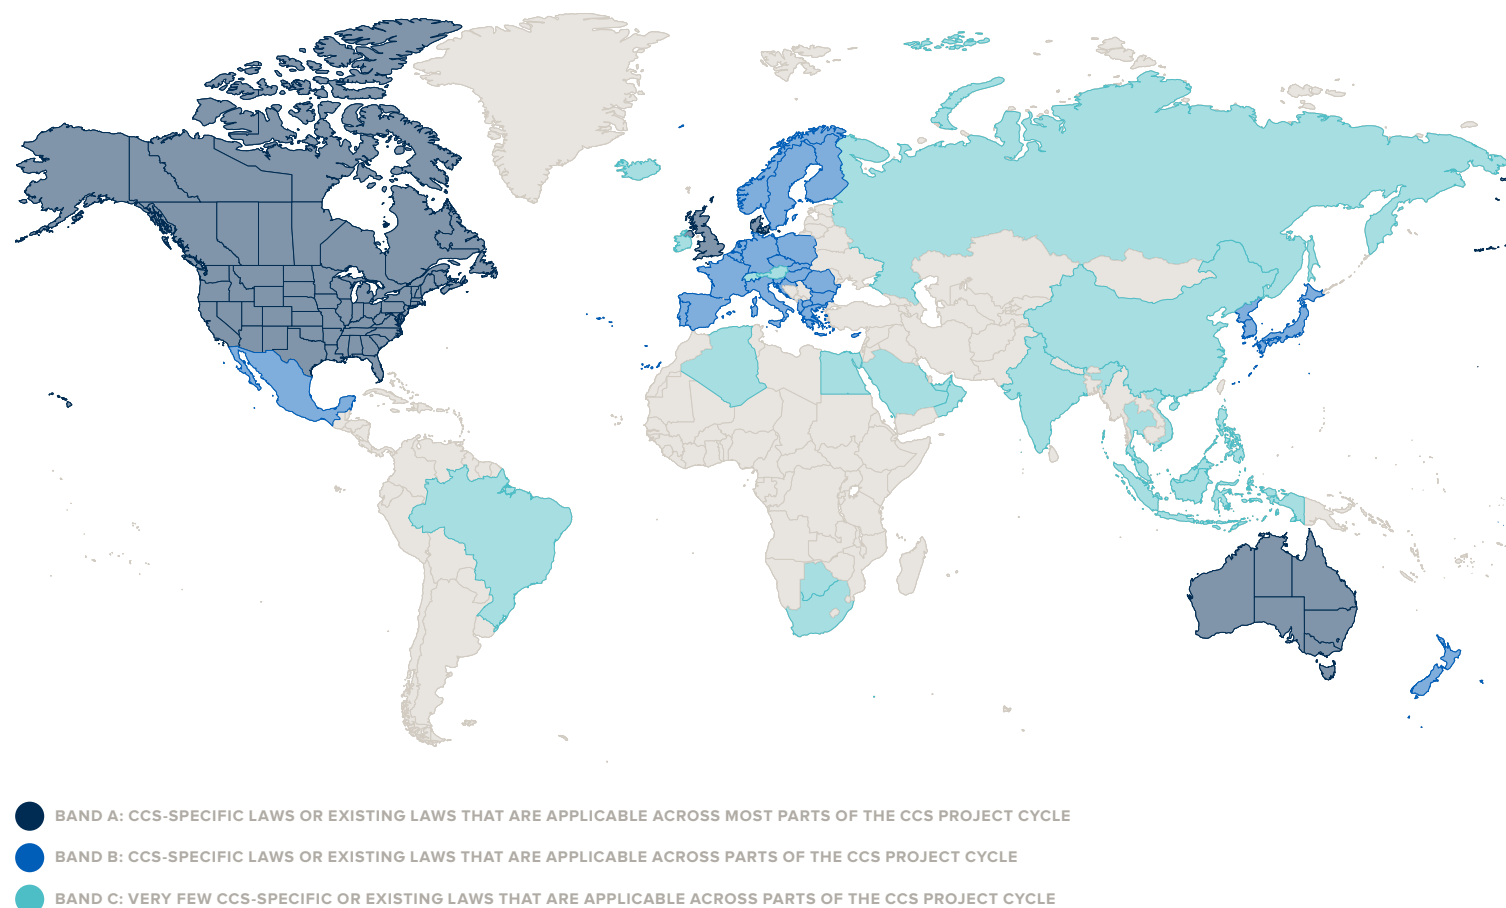 BAND A: CCS-SPECIFIC LAWS OR EXISTING LAWS THAT ARE APPLICABLE ACROSS MOST PARTS OF THE CCS PROJECT CYCLE
BAND B: CCS-SPECIFIC LAWS OR EXISTING LAWS THAT ARE APPLICABLE ACROSS PARTS OF THE CCS PROJECT CYCLE
BAND C: VERY FEW CCS-SPECIFIC OR EXISTING LAWS THAT ARE APPLICABLE ACROSS PARTS OF THE CCS PROJECT CYCLE